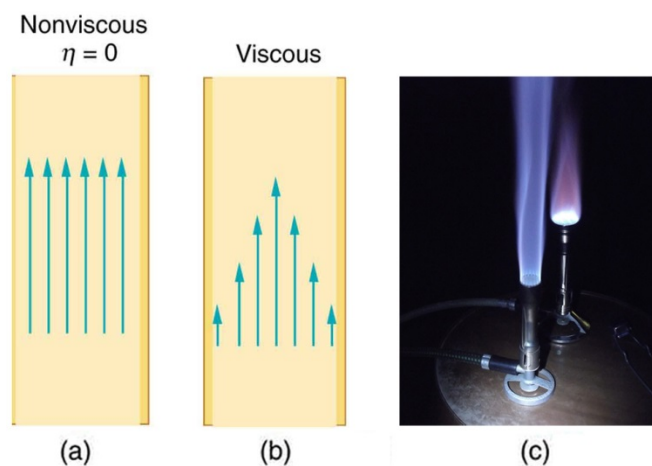 Nonviscous
η = 0
Viscous
(a)
(b)
(c)